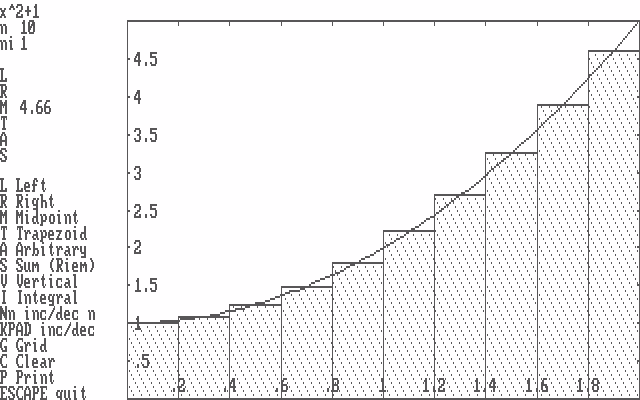 x^2+1
n 10
ni 1
L
R
M 4.66
T
A
S
L Left
R Right
M Midpoint
T Trapezoid
A Arbitrary
S Sum (Riem)
V Vertical
I Integral
Nn inc/dec n
KPAD inc/dec
G Grid
C Clear
P Print
ESCAPE quit
4.5
4
3.5
3
2.5
2
1.5
1
.5
.2 .4 .6 .8 1 1.2 1.4 1.6 1.8